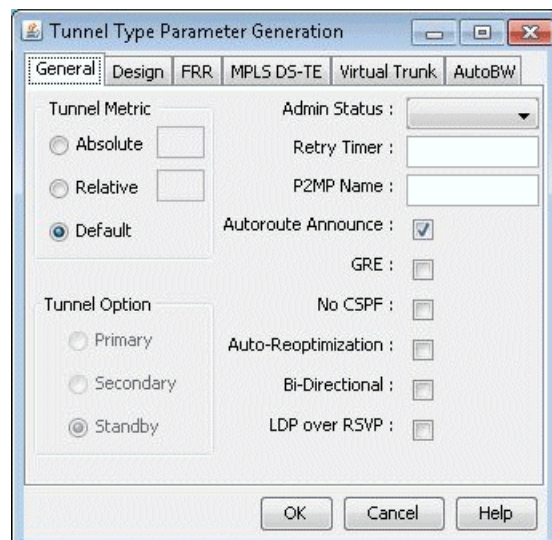 Tunnel Type Parameter Generation
General Design FRR MPLS DS-TE Virtual Trunk AutoBW
Tunnel Metric
Absolute
Relative
Default
Tunnel Option
Primary
Secondary
Standby
Admin Status :
Retry Timer :
P2MP Name :
Autoroute Announce :
GRE :
No CSPF :
Auto-Reoptimization :
Bi-Directional :
LDP over RSVP :
OK Cancel Help